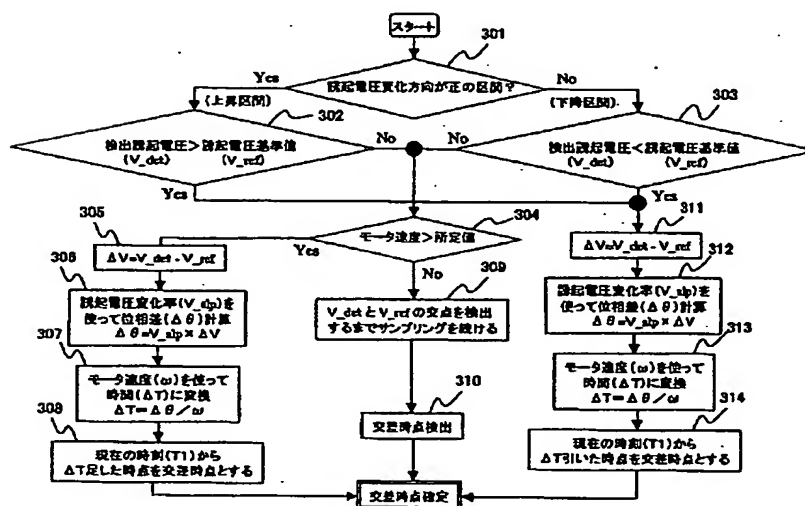 スタート
301
誘起電圧変化方向が正の区間?
Yes
(上昇区間)
No
(下降区間)
302
検出誘起電圧>誘起電圧基準値
(V_det) (V_ref)
No
Yes
303
検出誘起電圧<誘起電圧基準値
(V_det) (V_ref)
No
Yes
304
モータ速度>所定値
Yes
No
305
ΔV=V_det - V_ref
306
誘起電圧変化率(V_slp)を
使って位相差(Δθ)計算
Δθ=V_slp×ΔV
307
モータ速度(ω)を使って
時間(ΔT)に変換
ΔT=Δθ/ω
308
現在の時刻(T1)から
ΔT足した時点を交差時点とする
309
V_detとV_refの交点を検出
するまでサンプリングを続ける
310
交差時点検出
311
ΔV=V_det - V_ref
312
誘起電圧変化率(V_slp)を
使って位相差(Δθ)計算
Δθ=V_slp×ΔV
313
モータ速度(ω)を使って
時間(ΔT)に変換
ΔT=Δθ/ω
314
現在の時刻(T1)から
ΔT引いた時点を交差時点とする
交差時点確定